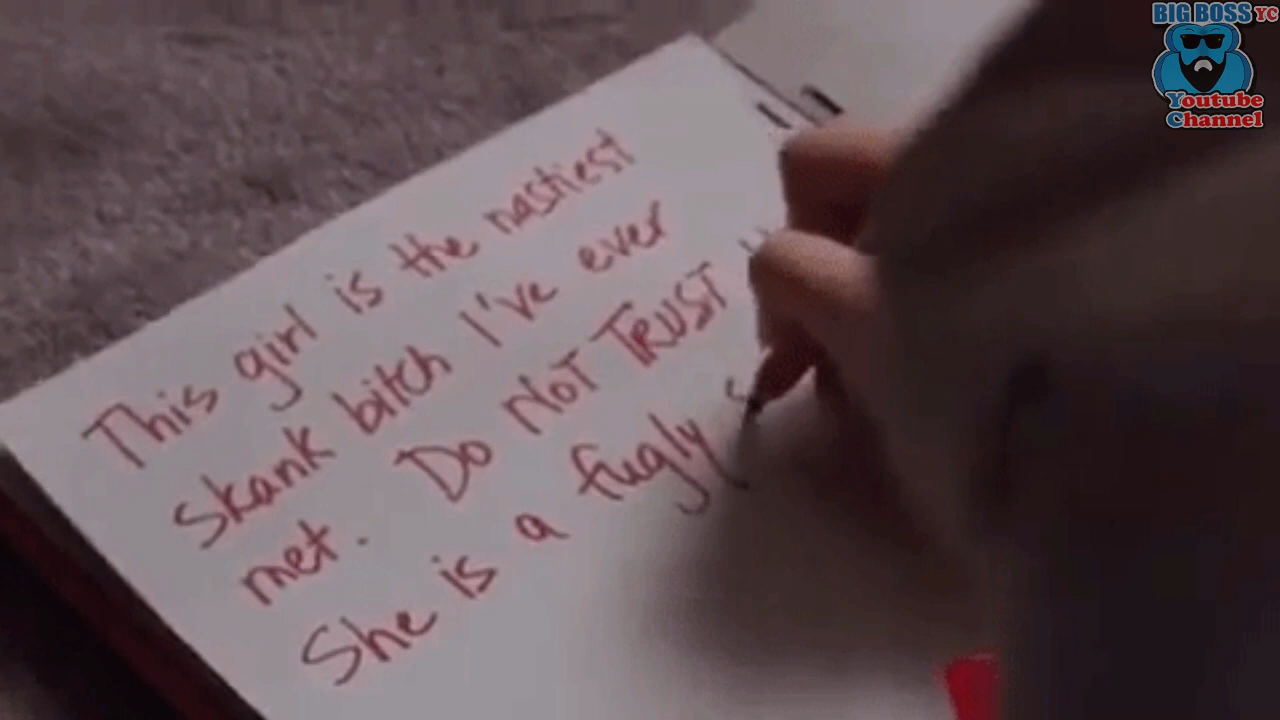 BIG BOSS YC
Youtube
Channel
This girl is the nastiest
skank bitch I've ever
met. Do NOT TRUST
She is a fugly